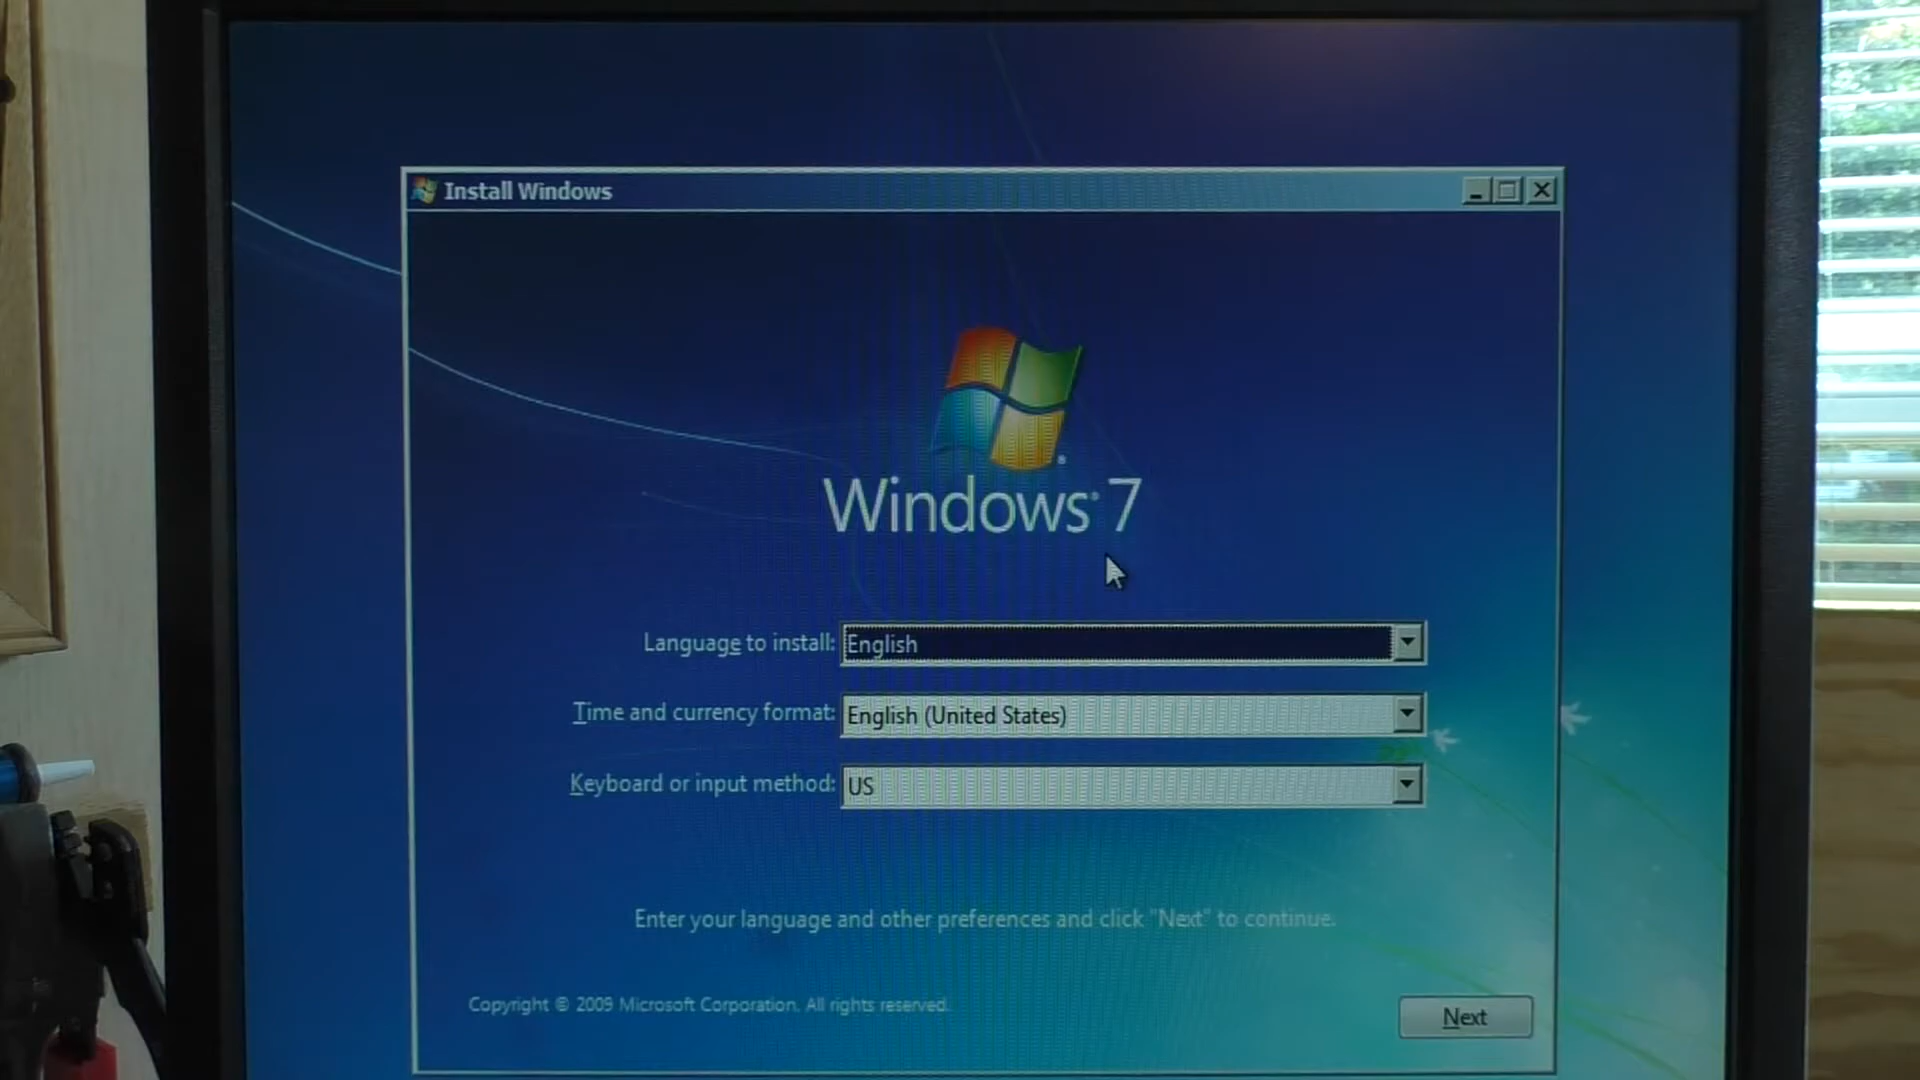 Install Windows
Windows® 7
Language to install: English
Time and currency format: English (United States)
Keyboard or input method: US
Enter your language and other preferences and click "Next" to continue.
Copyright © 2009 Microsoft Corporation. All rights reserved.
Next